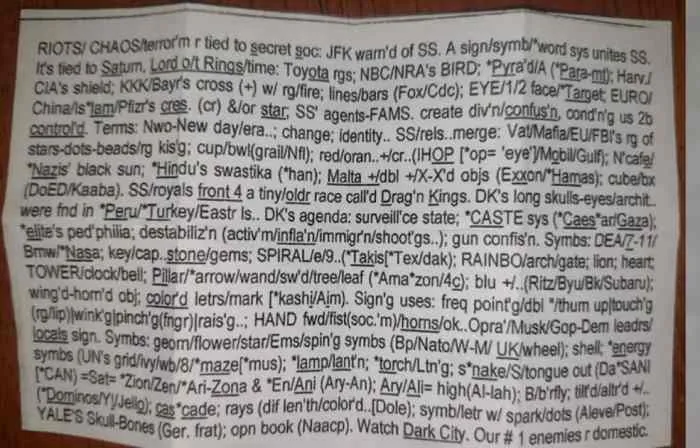 RIOTS/ CHAOS/terror'm r tied to secret soc: JFK warn'd of SS. A sign/symb/*word sys unites SS.
It's tied to Saturn, Lord o/t Rings/time: Toyota rgs; NBC/NRA's BIRD; *Pyra'd/A (*Para-mt); Harv./
CIA's shield; KKK/Bayr's cross (+) w/ rg/fire; lines/bars (Fox/Cdc); EYE/1/2 face/*Target; EURO/
China/Is*lam/Pfizr's cres. (cr) &/or star; SS' agents-FAMS. create div'n/confus'n, cond'n'g us 2b
control'd. Terms: Nwo-New day/era..; change; identity.. SS/rels..merge: Vat/Mafia/EU/FBI's rg of
stars-dots-beads/rg kis'g; cup/bwl(grail/Nfl); red/oran..+/cr..(IHOP [*op= 'eye']/Mobil/Gulf); N'cafe/
*Nazis' black sun; *Hindu's swastika (*han); Malta +/dbl +/X-X'd objs (Exxon/*Hamas); cube/bx
(DoED/Kaaba). SS/royals front 4 a tiny/oldr race call'd Drag'n Kings. DK's long skulls-eyes/archit..
were fnd in *Peru/*Turkey/Eastr Is.. DK's agenda: surveill'ce state; *CASTE sys (*Caes*ar/Gaza);
*elite's ped'philia; destabiliz'n (activ'm/infla'n/immigr'n/shoot'gs..); gun confis'n. Symbs: DEA/7-11/
Bmw/*Nasa; key/cap..stone/gems; SPIRAL/e/9..(*Takis[*Tex/dak); RAINBO/arch/gate; lion; heart;
TOWER/clock/bell; Pillar/*arrow/wand/sw'd/tree/leaf (*Ama*zon/4c); blu +/..(Ritz/Byu/Bk/Subaru);
wing'd-horn'd obj; color'd letrs/mark [*kashi/Aim). Sign'g uses: freq point'g/dbl "/thum up|touch'g
(rg/lip)|wink'g|pinch'g(fngr)|rais'g..; HAND fwd/fist(soc.'m)/horns/ok..Opra'/Musk/Gop-Dem leadrs/
locals sign. Symbs: geom/flower/star/Ems/spin'g symbs (Bp/Nato/W-M/ UK/wheel); shell; *energy
symbs (UN's grid/ivy/wb/8/*maze[*mus); *lamp/lant'n; *torch/Ltn'g; s*nake/S/tongue out (Da*SANI
[*CAN) =Sat= *Zion/Zen/*Ari-Zona & *En/Ani (Ary-An); Ary/Ali= high(Al-lah); B/b'rfly; tilt'd/altr'd +/..
(*Dominos/Y|/Jello); cas*cade; rays (dif len'th/color'd..[Dole); symb/letr w/ spark/dots (Aleve/Post);
YALE'S Skull-Bones (Ger. frat); opn book (Naacp). Watch Dark City. Our # 1 enemies r domestic.